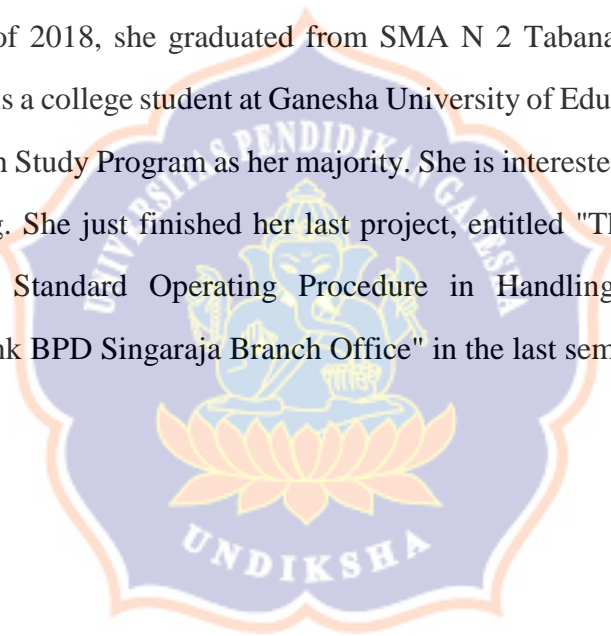 of 2018, she graduated from SMA N 2 Tabana
s a college student at Ganesha University of Edu
n Study Program as her majority. She is intereste
g. She just finished her last project, entitled "Th
Standard Operating Procedure in Handling
nk BPD Singaraja Branch Office" in the last sem
UNIVERSITAS PENDIDIKAN GANESHA
UNDIKSHA